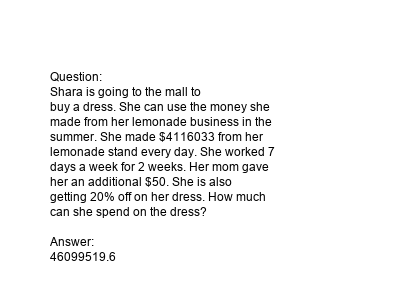 Question:
Shara is going to the mall to
buy a dress. She can use the money she
made from her lemonade business in the
summer. She made $4116033 from her
lemonade stand every day. She worked 7
days a week for 2 weeks. Her mom gave
her an additional $50. She is also
getting 20% off on her dress. How much
can she spend on the dress?

Answer:
46099519.6